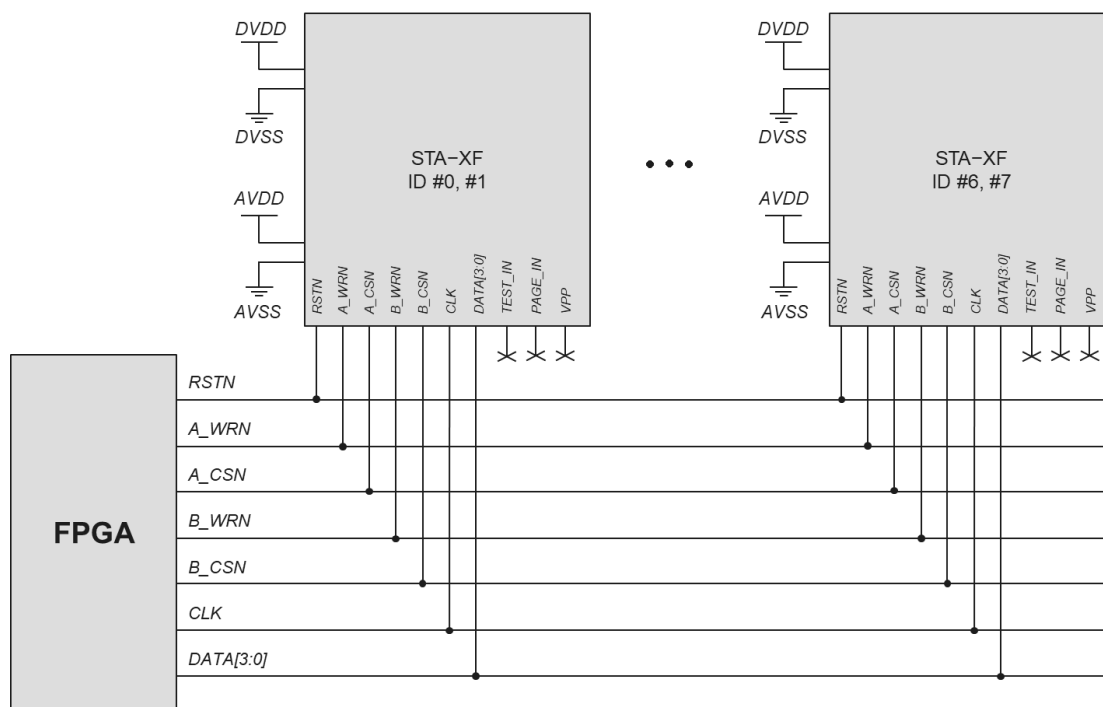 DVDD
DVSS
STA−XF
ID #0, #1
AVDD
AVSS
RSTN
A_WRN
A_CSN
B_WRN
B_CSN
CLK
DATA[3:0]
TEST_IN
PAGE_IN
VPP
DVDD
DVSS
STA−XF
ID #6, #7
AVDD
AVSS
RSTN
A_WRN
A_CSN
B_WRN
B_CSN
CLK
DATA[3:0]
TEST_IN
PAGE_IN
VPP
FPGA
RSTN
A_WRN
A_CSN
B_WRN
B_CSN
CLK
DATA[3:0]